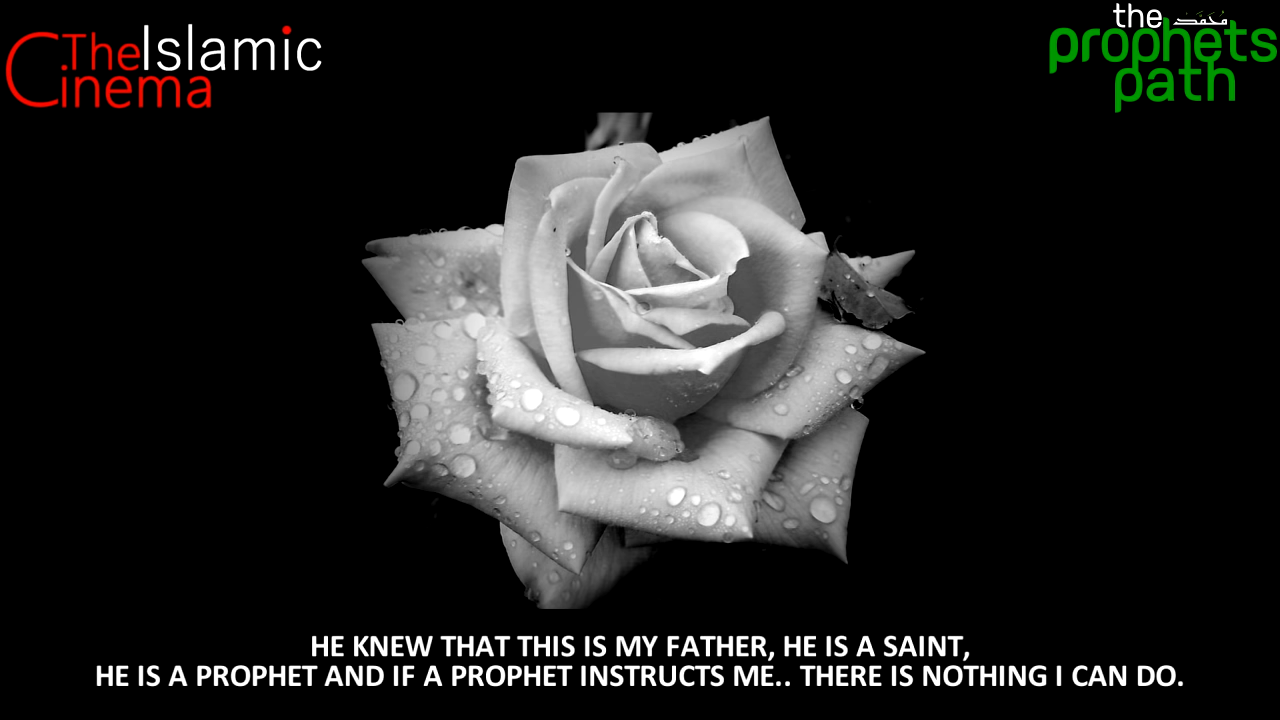 TheIslamic
Cinema
the محمد
prophets
path
HE KNEW THAT THIS IS MY FATHER, HE IS A SAINT,
HE IS A PROPHET AND IF A PROPHET INSTRUCTS ME.. THERE IS NOTHING I CAN DO.